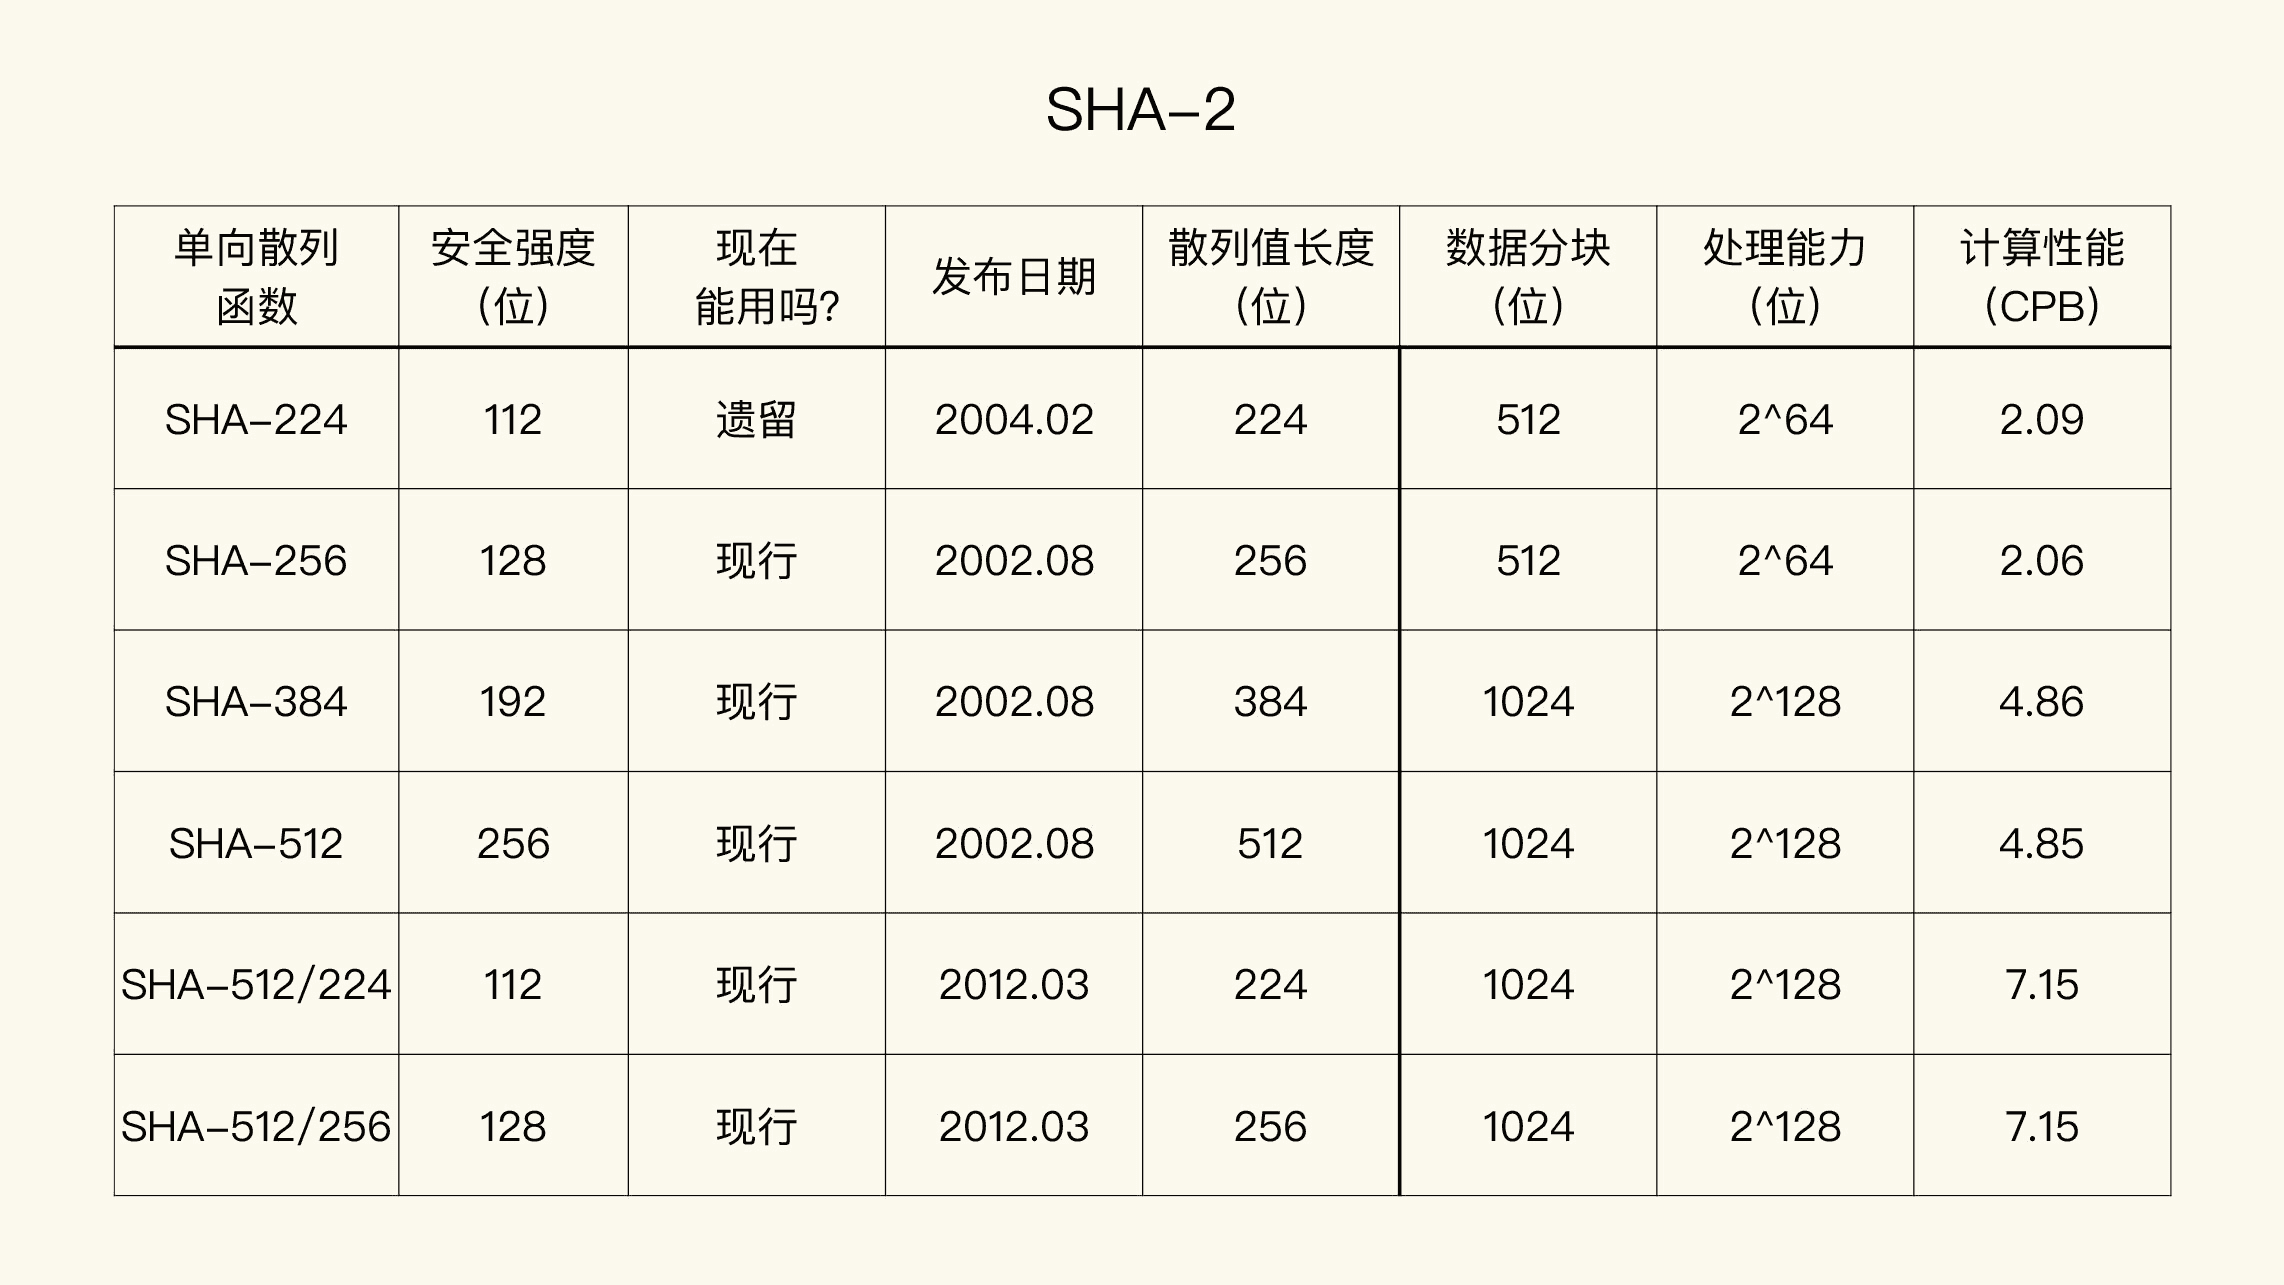 SHA–2
单向散列
函数
安全强度
（位）
现在
能用吗？
发布日期
散列值长度
（位）
数据分块
（位）
处理能力
（位）
计算性能
（CPB）
SHA–224 112 遗留 2004.02 224 512 2^64 2.09
SHA–256 128 现行 2002.08 256 512 2^64 2.06
SHA–384 192 现行 2002.08 384 1024 2^128 4.86
SHA–512 256 现行 2002.08 512 1024 2^128 4.85
SHA–512/224 112 现行 2012.03 224 1024 2^128 7.15
SHA–512/256 128 现行 2012.03 256 1024 2^128 7.15